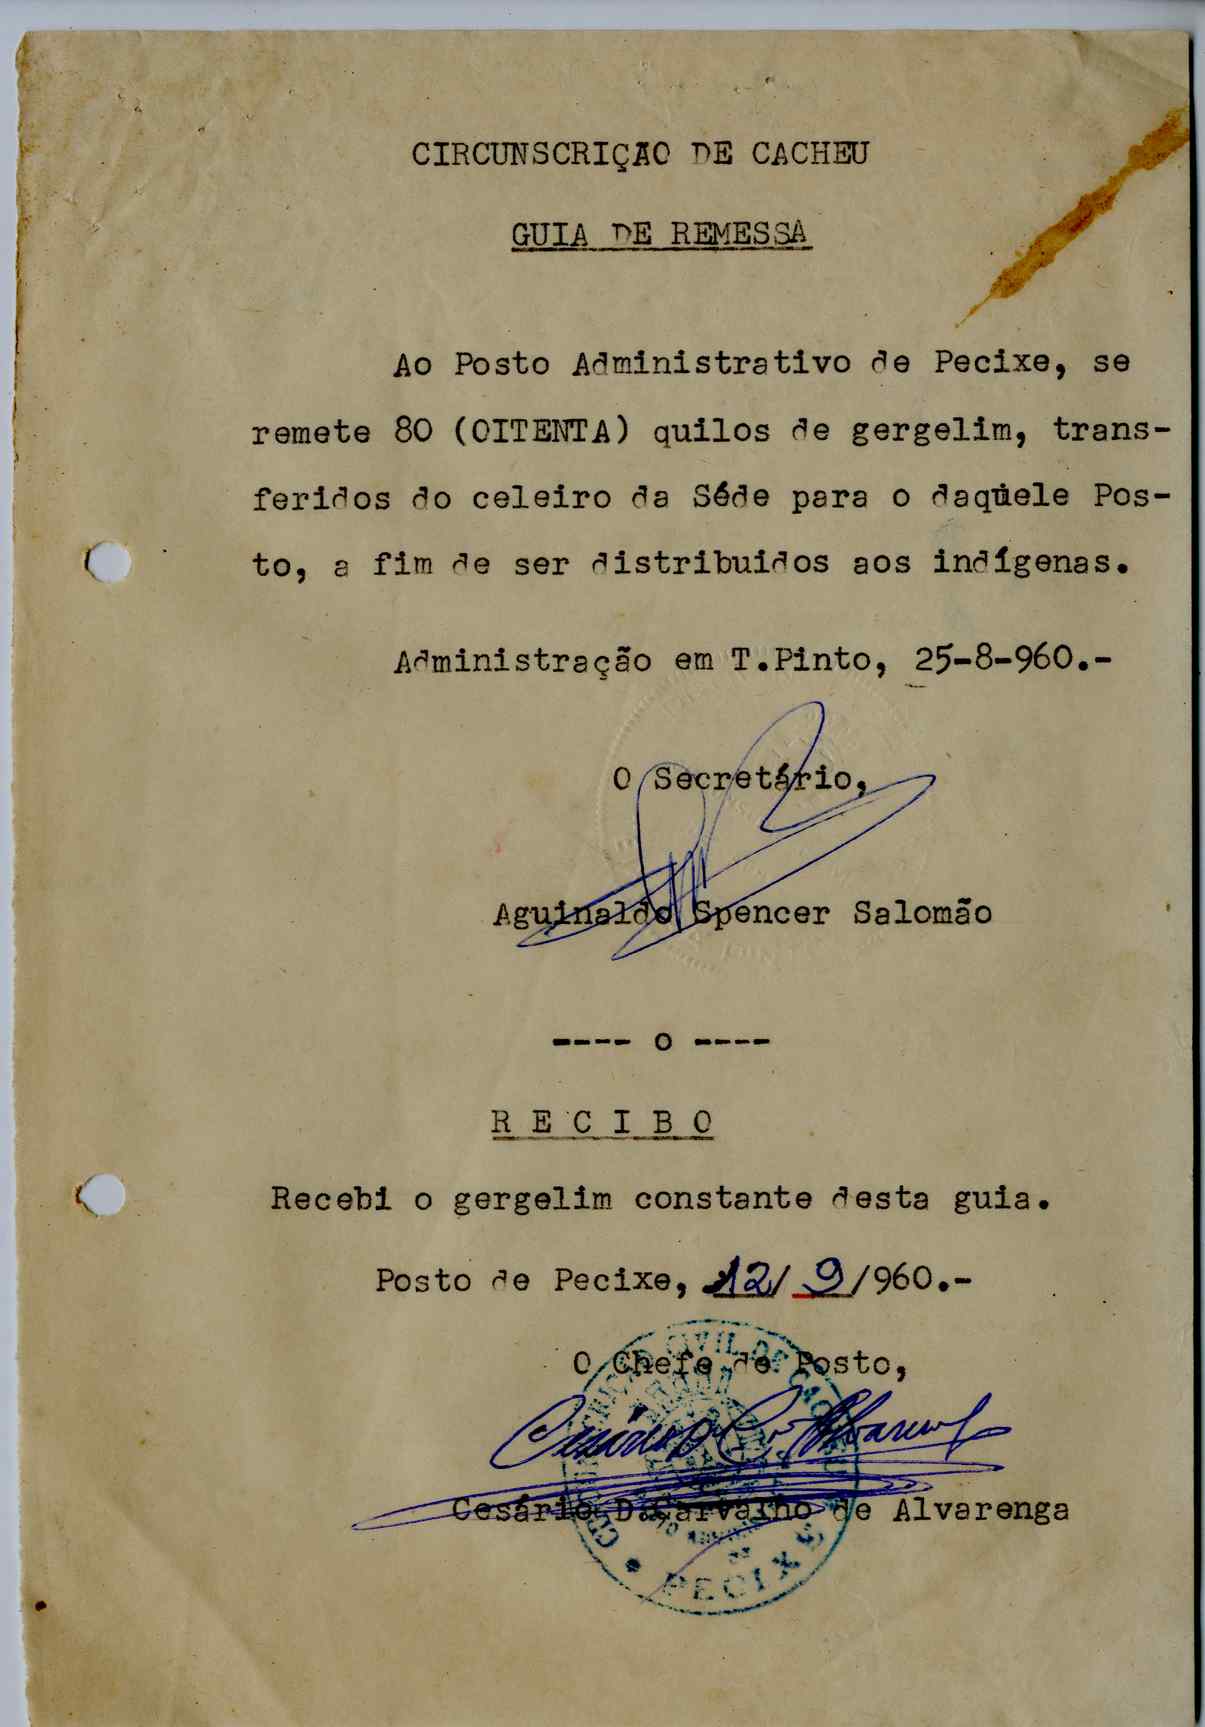 CIRCUNSCRIÇÃO DE CACHEU
GUIA DE REMESSA
Ao Posto Administrativo de Pecixe, se
remete 80 (OITENTA) quilos de gergelim, trans-
feridos do celeiro da Séde para o daquele Pos-
to, a fim de ser distribuidos aos indígenas.
Administração em T.Pinto, 25-8-960.-
O Secretário,
Aguinaldo Spencer Salomão
---- o ----
R E C I B O
Recebi o gergelim constante desta guia.
Posto de Pecixe, 12/ 9/960.-
O Chefe de Posto,
Cesário D.Carvalho de Alvarenga
PECIXE